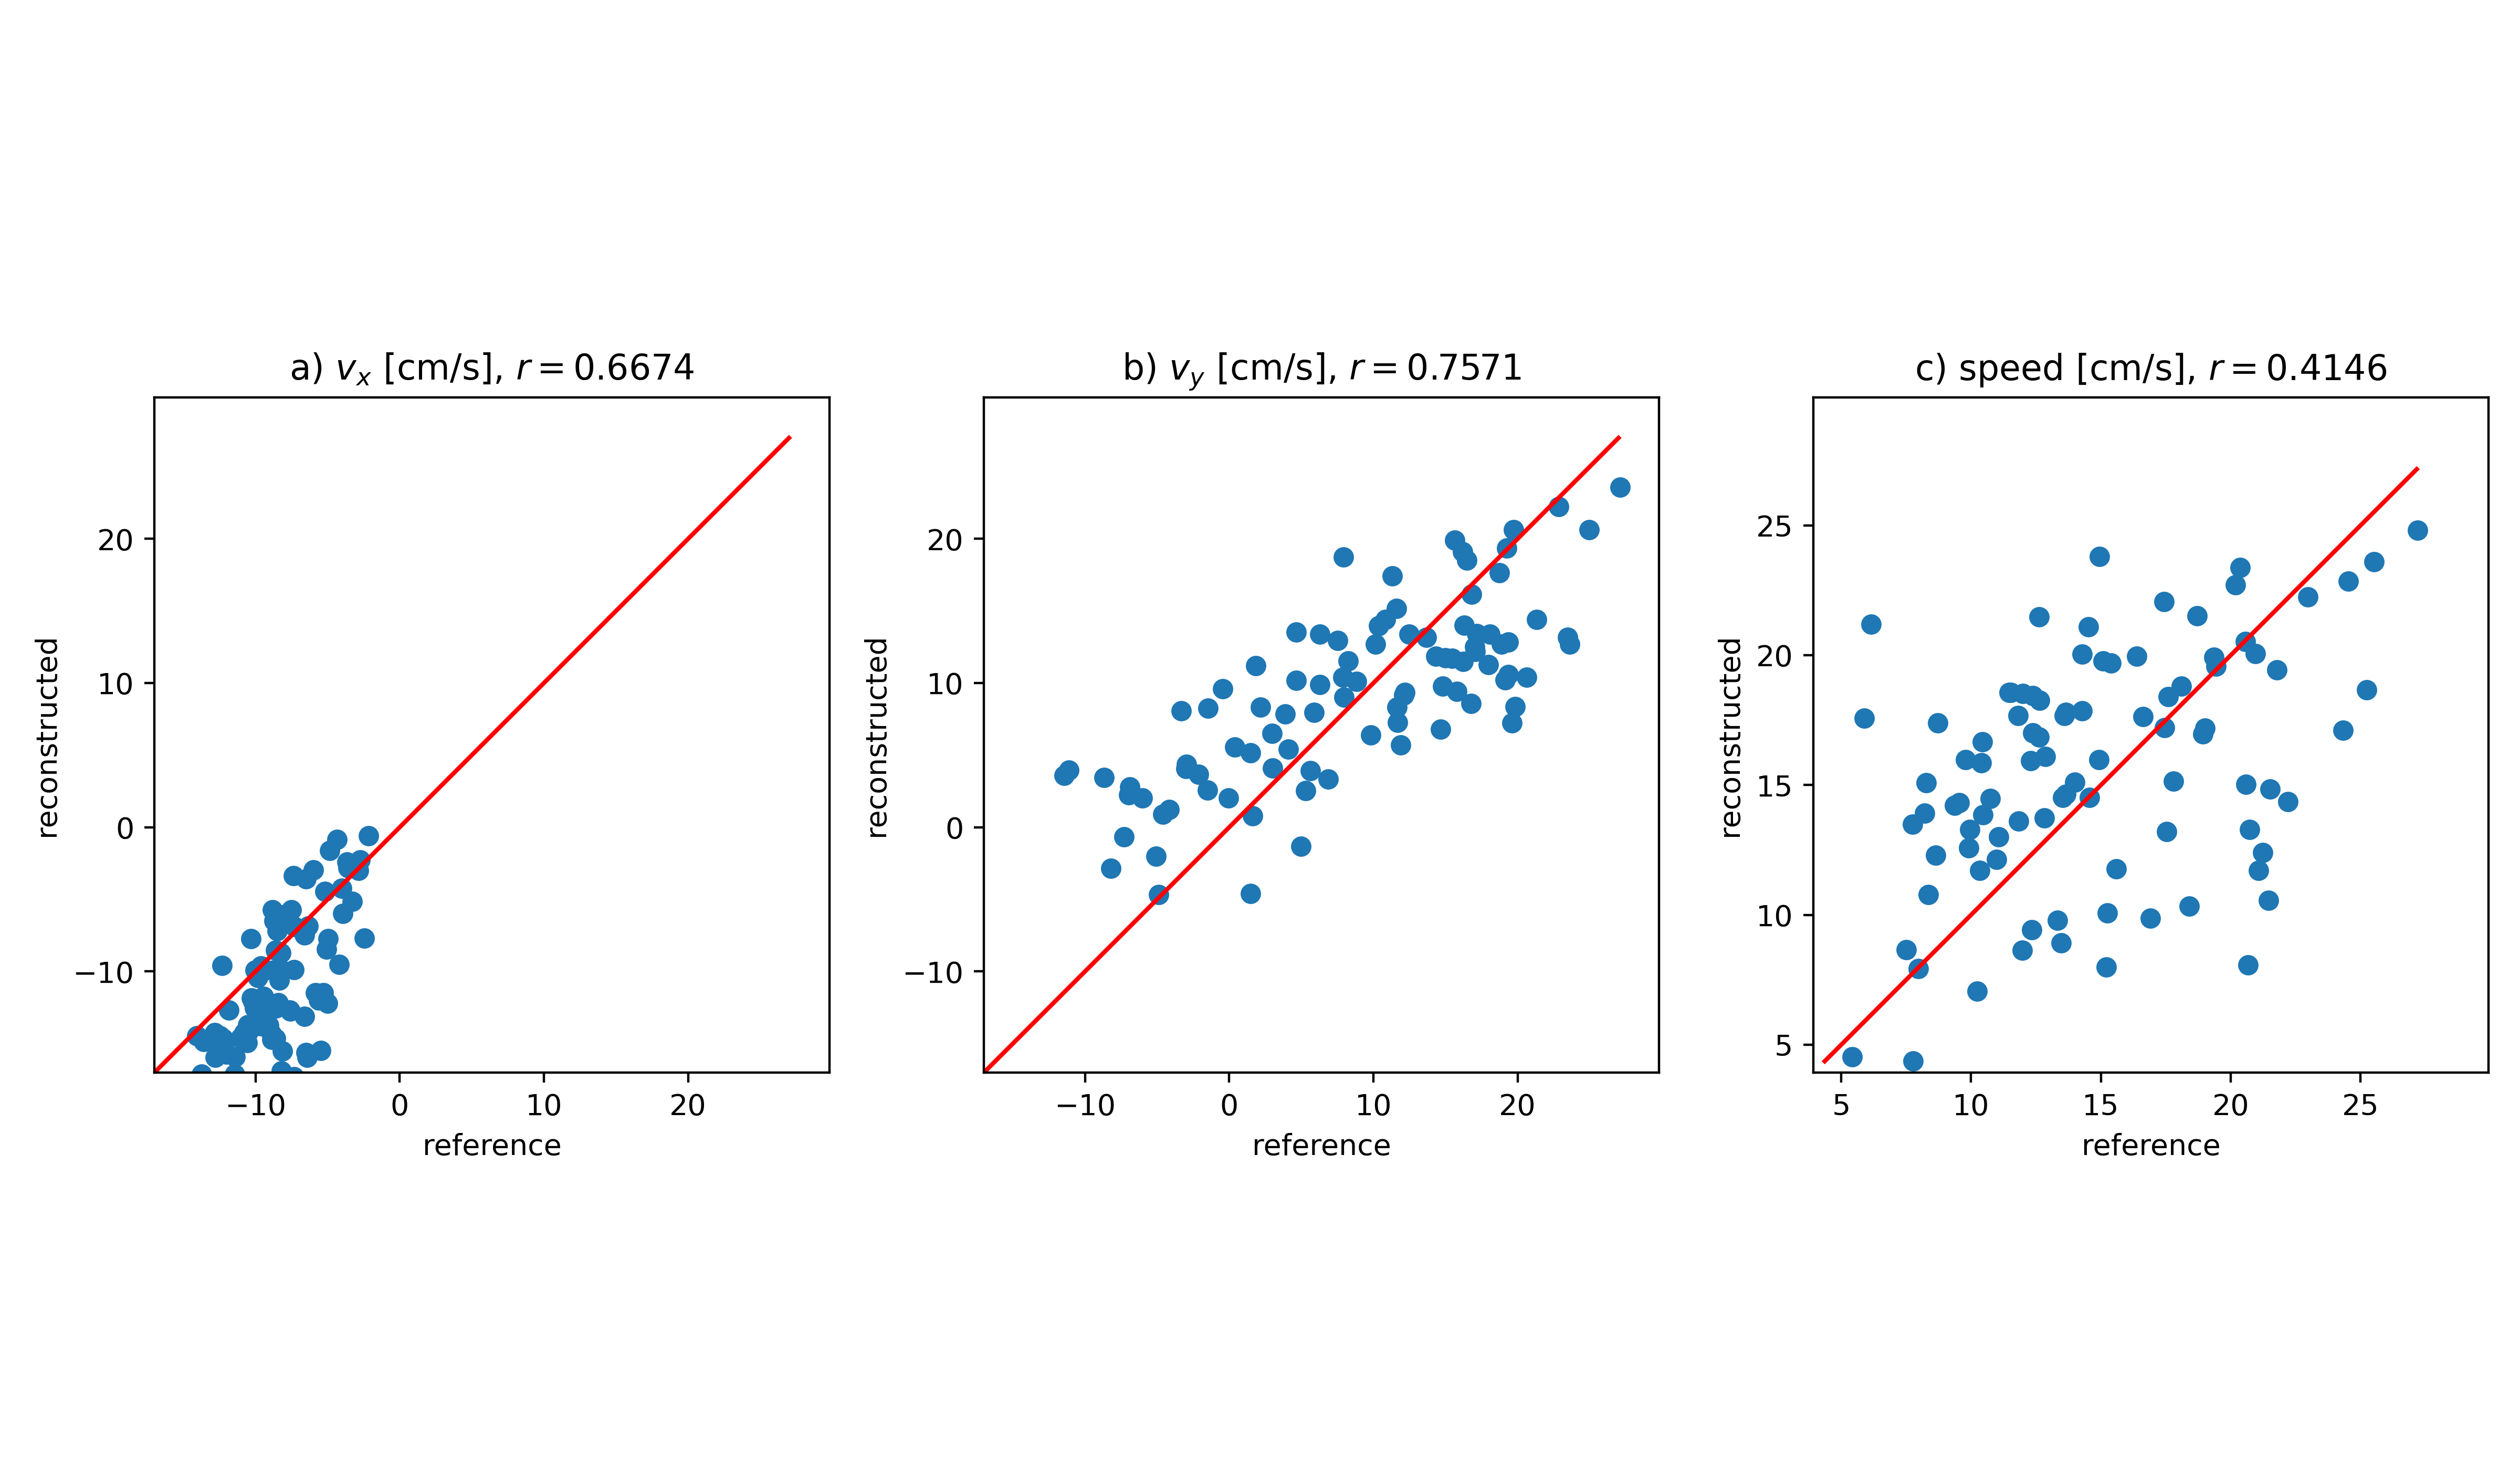 a) vₓ [cm/s], r = 0.6674
20
10
0
−10
reconstructed
−10 0 10 20
reference
b) v_y [cm/s], r = 0.7571
20
10
0
−10
reconstructed
−10 0 10 20
reference
c) speed [cm/s], r = 0.4146
25
20
15
10
5
reconstructed
5 10 15 20 25
reference